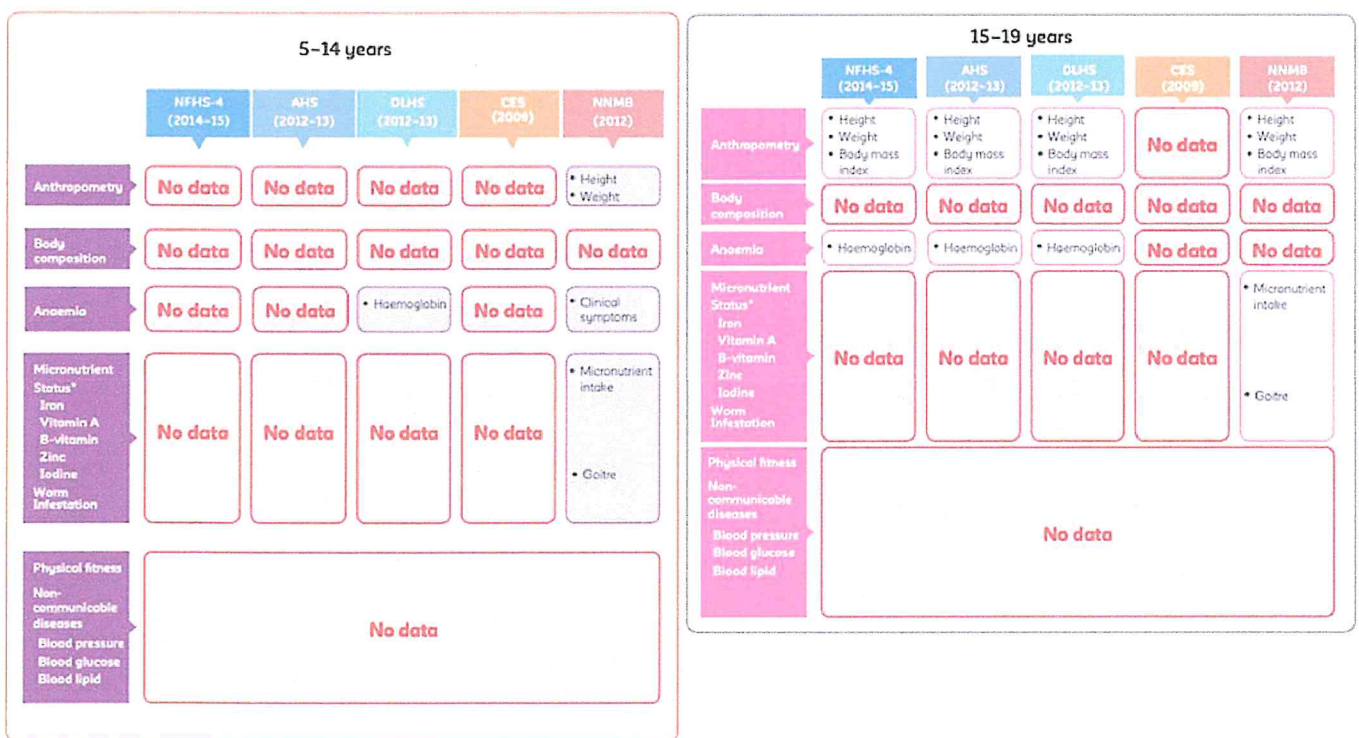 5–14 years
NFHS-4 AHS DLHS CES NNMB
(2014–15) (2012–13) (2012–13) (2009) (2012)
Anthropometry No data No data No data No data • Height
• Weight
Body
composition No data No data No data No data No data
Anaemia No data No data • Haemoglobin No data • Clinical
symptoms
Micronutrient
Status*
Iron
Vitamin A
B-vitamin
Zinc
Iodine
Worm
Infestation
No data No data No data No data
• Micronutrient
intake
• Goitre
Physical fitness
Non-
communicable
diseases
Blood pressure
Blood glucose
Blood lipid
No data
15–19 years
NFHS-4 AHS DLHS CES NNMB
(2014–15) (2012–13) (2012–13) (2009) (2012)
Anthropometry
• Height
• Weight
• Body mass
index
• Height
• Weight
• Body mass
index
• Height
• Weight
• Body mass
index
No data
• Height
• Weight
• Body mass
index
Body
composition No data No data No data No data No data
Anaemia • Haemoglobin • Haemoglobin • Haemoglobin No data No data
Micronutrient
Status*
Iron
Vitamin A
B-vitamin
Zinc
Iodine
Worm
Infestation
No data No data No data No data
• Micronutrient
intake
• Goitre
Physical fitness
Non-
communicable
diseases
Blood pressure
Blood glucose
Blood lipid
No data